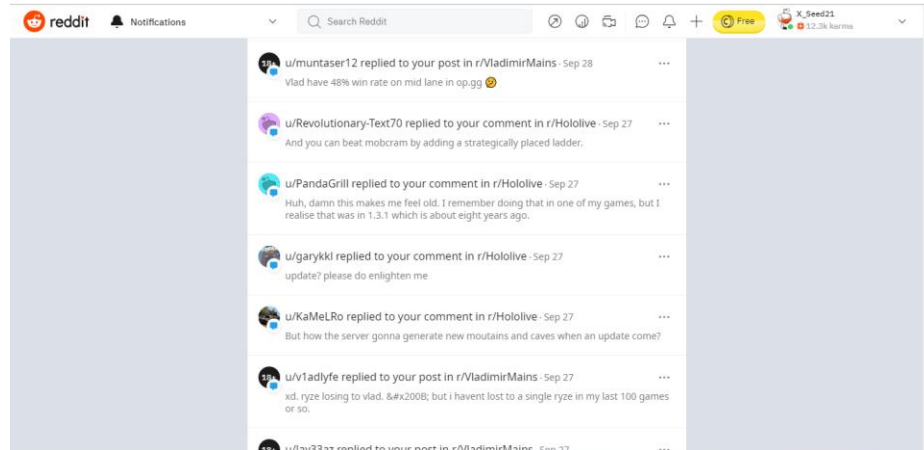 reddit Notifications Search Reddit Free X_Seed21
12.3k karma
u/muntaser12 replied to your post in r/VladimirMains · Sep 28
Vlad have 48% win rate on mid lane in op.gg 🤔
u/Revolutionary-Text70 replied to your comment in r/Hololive · Sep 27
And you can beat mobcram by adding a strategically placed ladder.
u/PandaGrill replied to your comment in r/Hololive · Sep 27
Huh, damn this makes me feel old. I remember doing that in one of my games, but I
realise that was in 1.3.1 which is about eight years ago.
u/garykkl replied to your comment in r/Hololive · Sep 27
update? please do enlighten me
u/KaMeLRo replied to your comment in r/Hololive · Sep 27
But how the server gonna generate new moutains and caves when an update come?
u/v1adlyfe replied to your post in r/VladimirMains · Sep 27
xd. ryze losing to vlad. &#x200B; but i havent lost to a single ryze in my last 100 games
or so.
replied to your post in r/VladimirMains · Sep 27